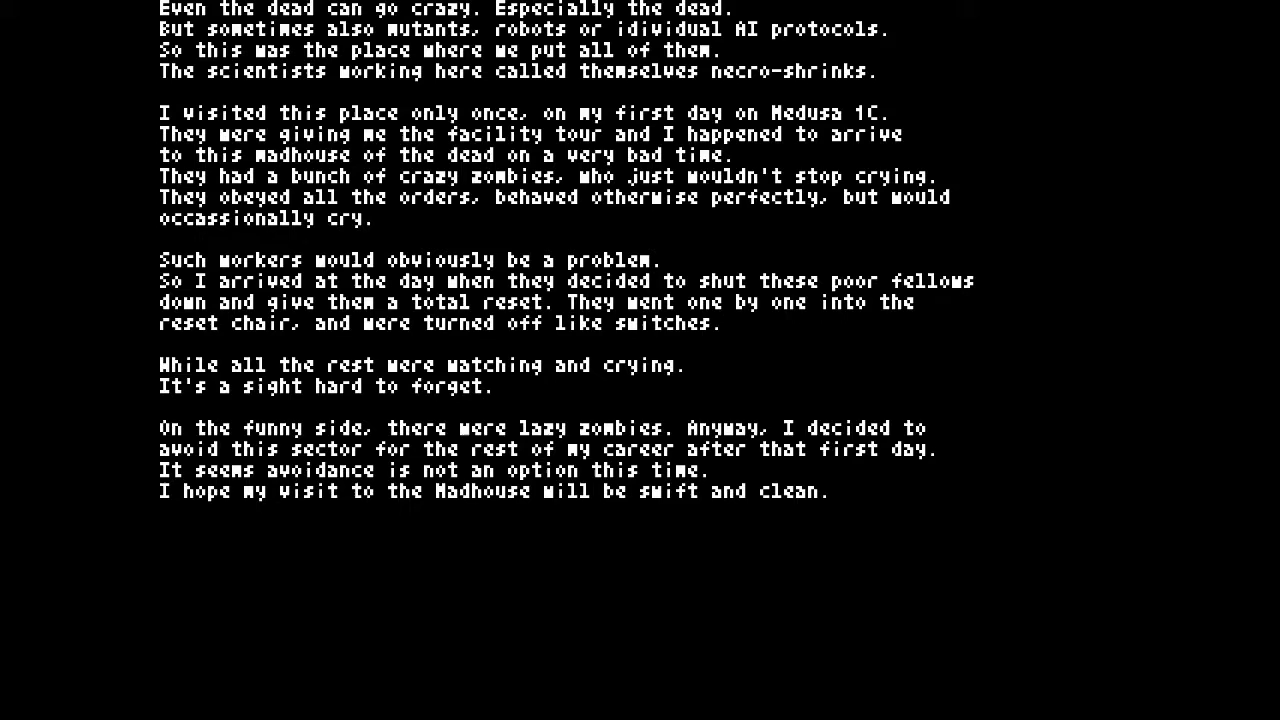 Even the dead can go crazy. Especially the dead.
But sometimes also mutants, robots or idividual AI protocols.
So this was the place where we put all of them.
The scientists working here called themselves necro-shrinks.
I visited this place only once, on my first day on Medusa 1C.
They were giving me the facility tour and I happened to arrive
to this madhouse of the dead on a very bad time.
They had a bunch of crazy zombies, who just wouldn't stop crying.
They obeyed all the orders, behaved otherwise perfectly, but would
occassionally cry.
Such workers would obviously be a problem.
So I arrived at the day when they decided to shut these poor fellows
down and give them a total reset. They went one by one into the
reset chair, and were turned off like switches.
While all the rest were watching and crying.
It's a sight hard to forget.
On the funny side, there were lazy zombies. Anyway, I decided to
avoid this sector for the rest of my career after that first day.
It seems avoidance is not an option this time.
I hope my visit to the Madhouse will be swift and clean.